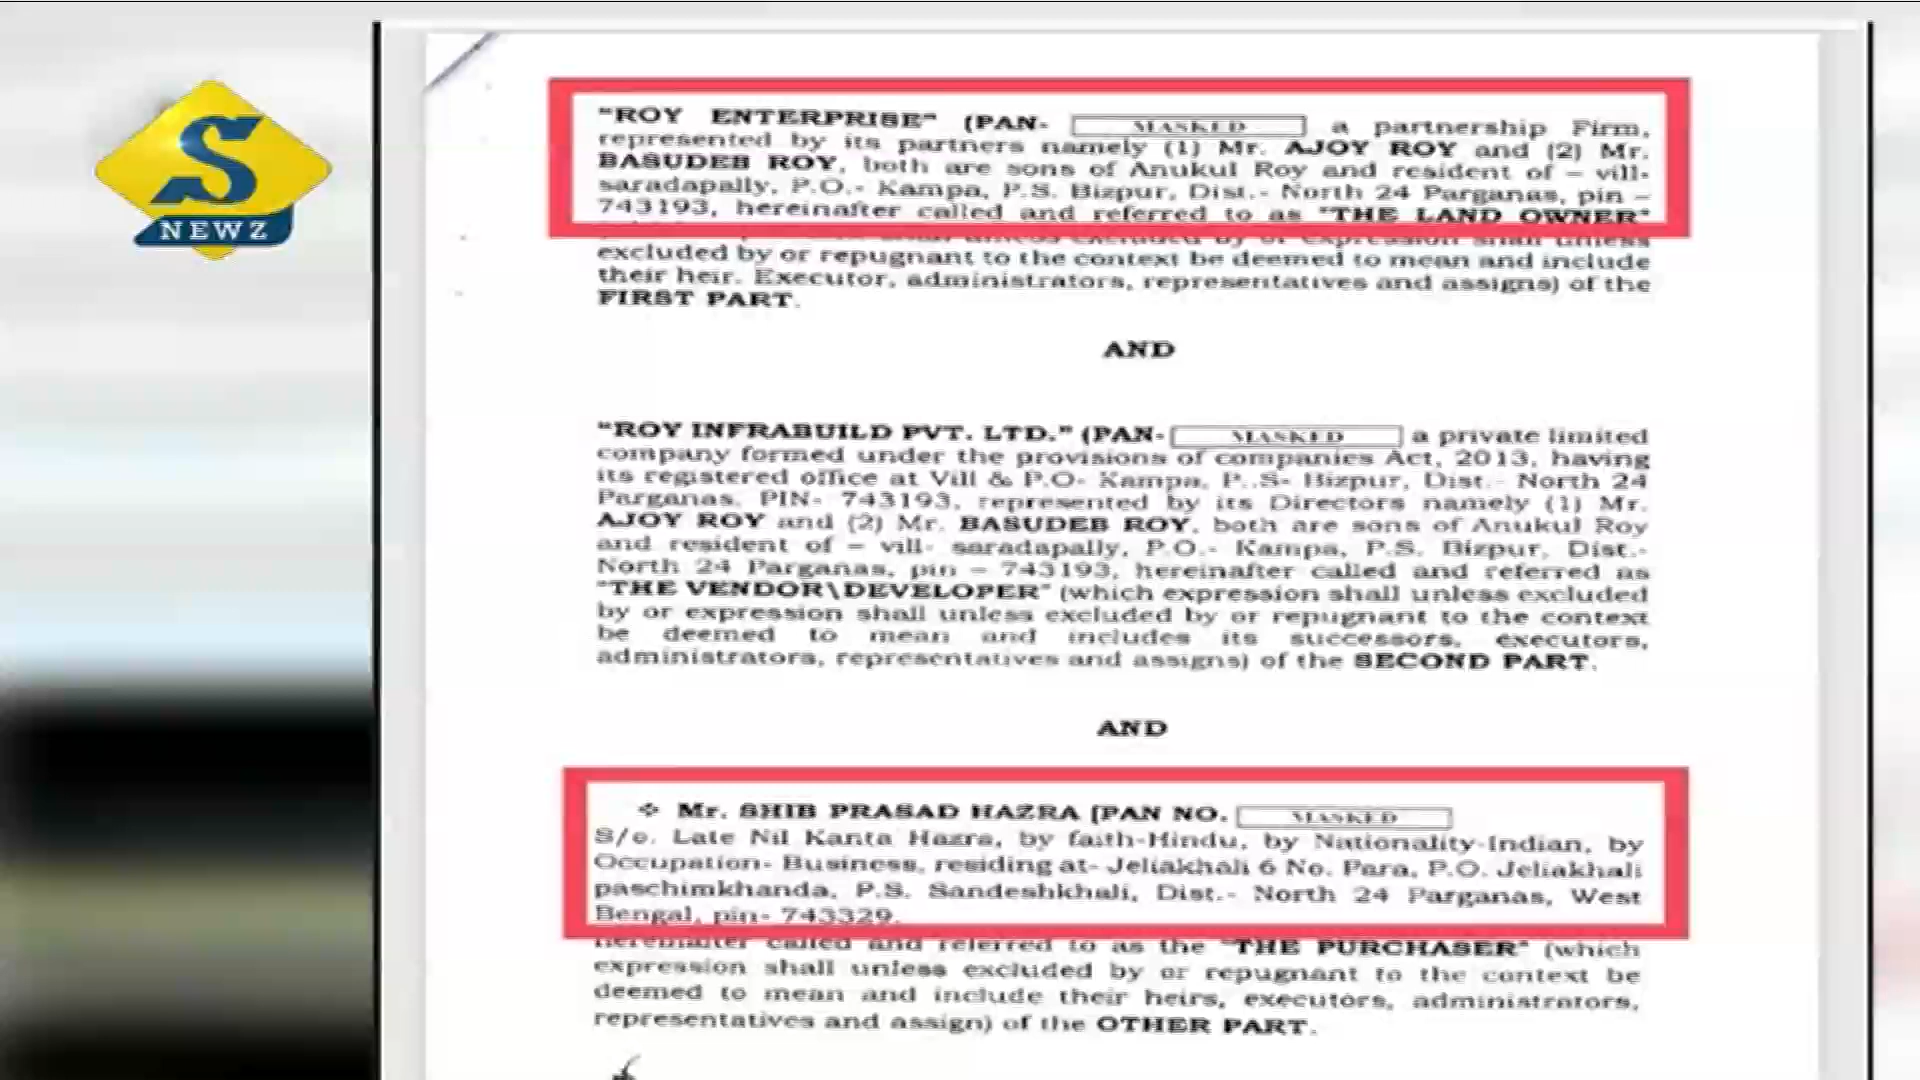 S
NEWZ
"ROY ENTERPRISE" (PAN- MASKED a partnership Firm,
represented by its partners namely (1) Mr. AJOY ROY and (2) Mr.
BASUDEB ROY, both are sons of Anukul Roy and resident of – vill-
saradapally, P.O.- Kampa, P.S. Bizpur, Dist.- North 24 Parganas, pin –
743193, hereinafter called and referred to as "THE LAND OWNER"
unless excluded by or expression shall unless
excluded by or repugnant to the context be deemed to mean and include
their heir. Executor, administrators, representatives and assigns) of the
FIRST PART.
AND
"ROY INFRABUILD PVT. LTD." (PAN- MASKED a private limited
company formed under the provisions of companies Act, 2013, having
its registered office at Vill & P.O- Kampa, P..S- Bizpur, Dist.- North 24
Parganas, PIN- 743193, represented by its Directors namely (1) Mr.
AJOY ROY and (2) Mr. BASUDEB ROY, both are sons of Anukul Roy
and resident of – vill- saradapally, P.O.- Kampa, P.S. Bizpur, Dist.-
North 24 Parganas, pin – 743193, hereinafter called and referred as
"THE VENDOR\DEVELOPER" (which expression shall unless excluded
by or expression shall unless excluded by or repugnant to the context
be deemed to mean and includes its successors, executors,
administrators, representatives and assigns) of the SECOND PART.
AND
❖ Mr. SHIB PRASAD HAZRA [PAN NO. MASKED
S/o. Late Nil Kanta Hazra, by faith-Hindu, by Nationality-Indian, by
Occupation- Business, residing at- Jeliakhali 6 No. Para, P.O. Jeliakhali
paschimkhanda, P.S. Sandeshkhali, Dist.- North 24 Parganas, West
Bengal, pin- 743329.
hereinafter called and referred to as the "THE PURCHASER" (which
expression shall unless excluded by or repugnant to the context be
deemed to mean and include their heirs, executors, administrators,
representatives and assign) of the OTHER PART.